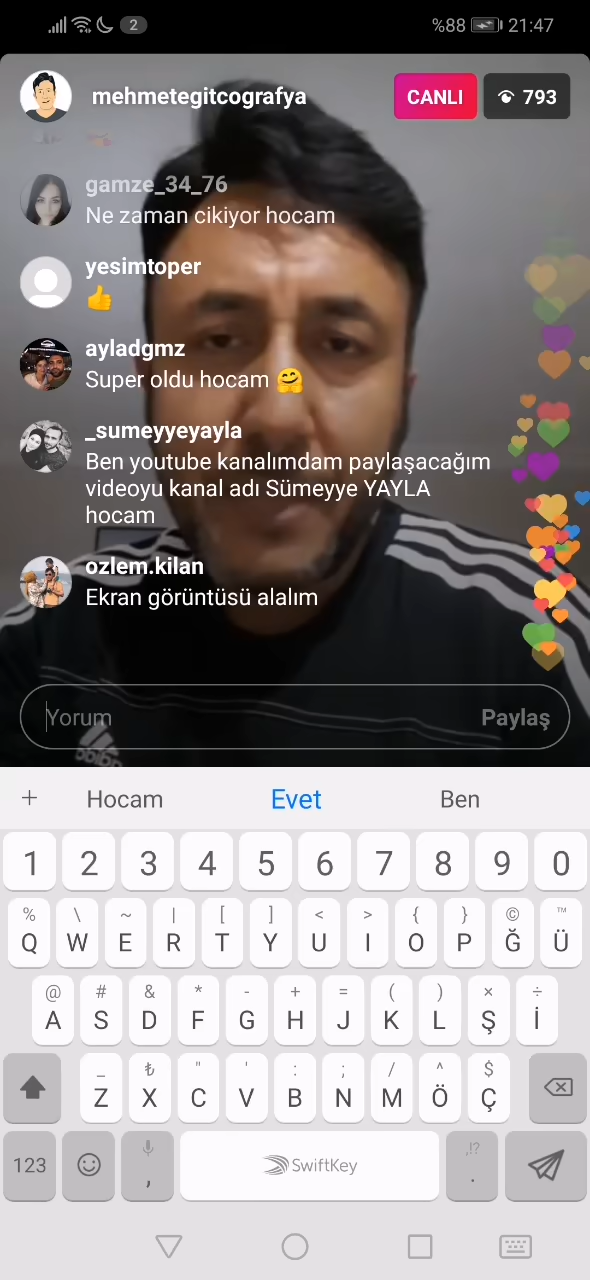 2 %88 21:47
mehmetegitcografya CANLI 793
gamze_34_76
Ne zaman cikiyor hocam
yesimtoper
👍
ayladgmz
Super oldu hocam 🤗
_sumeyyeyayla
Ben youtube kanalımdam paylaşacağım
videoyu kanal adı Sümeyye YAYLA
hocam
ozlem.kilan
Ekran görüntüsü alalım
Yorum Paylaş
adidas
+ Hocam Evet Ben
1 2 3 4 5 6 7 8 9 0
% \ ~ | [ ] < > { } © ™
Q W E R T Y U I O P Ğ Ü
@ # & * - + = ( ) × ÷
A S D F G H J K L Ş İ
_ ₺ " ' : ; / ^ $
Z X C V B N M Ö Ç
,!?
123 , SwiftKey .